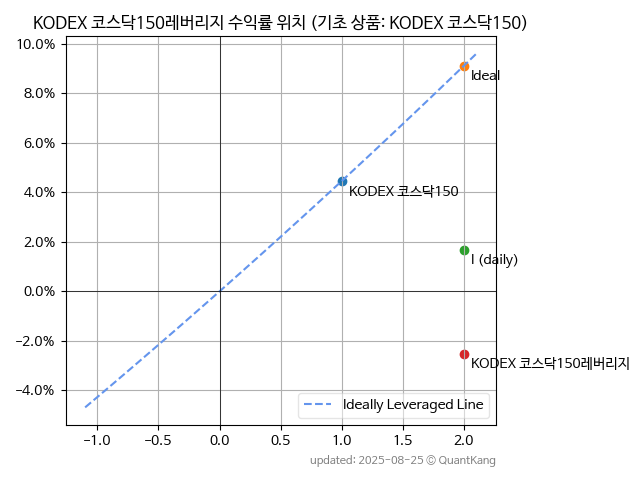 KODEX 코스닥150레버리지 수익률 위치 (기초 상품: KODEX 코스닥150)
10.0%
8.0%
6.0%
4.0%
2.0%
0.0%
−2.0%
−4.0%
Ideal
KODEX 코스닥150
I (daily)
KODEX 코스닥150레버리지
Ideally Leveraged Line
−1.0 −0.5 0.0 0.5 1.0 1.5 2.0
updated: 2025-08-25 © QuantKang